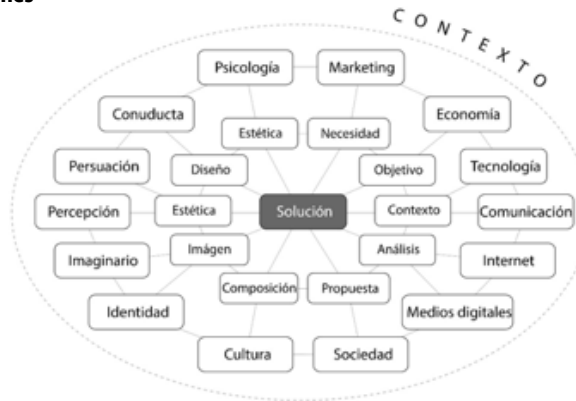 CONTEXTO
Psicología
Marketing
Conuducta
Economía
Estética
Necesidad
Persuación
Diseño
Objetivo
Tecnología
Percepción
Estética
Solución
Contexto
Comunicación
Imaginario
Imágen
Análisis
Internet
Composición
Propuesta
Identidad
Medios digitales
Cultura
Sociedad